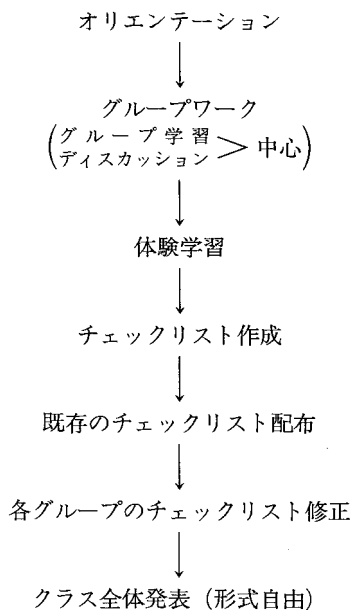 オリエンテーション
グループワーク
(グループ学習
ディスカッション > 中心)
体験学習
チェックリスト作成
既存のチェックリスト配布
各グループのチェックリスト修正
クラス全体発表(形式自由)